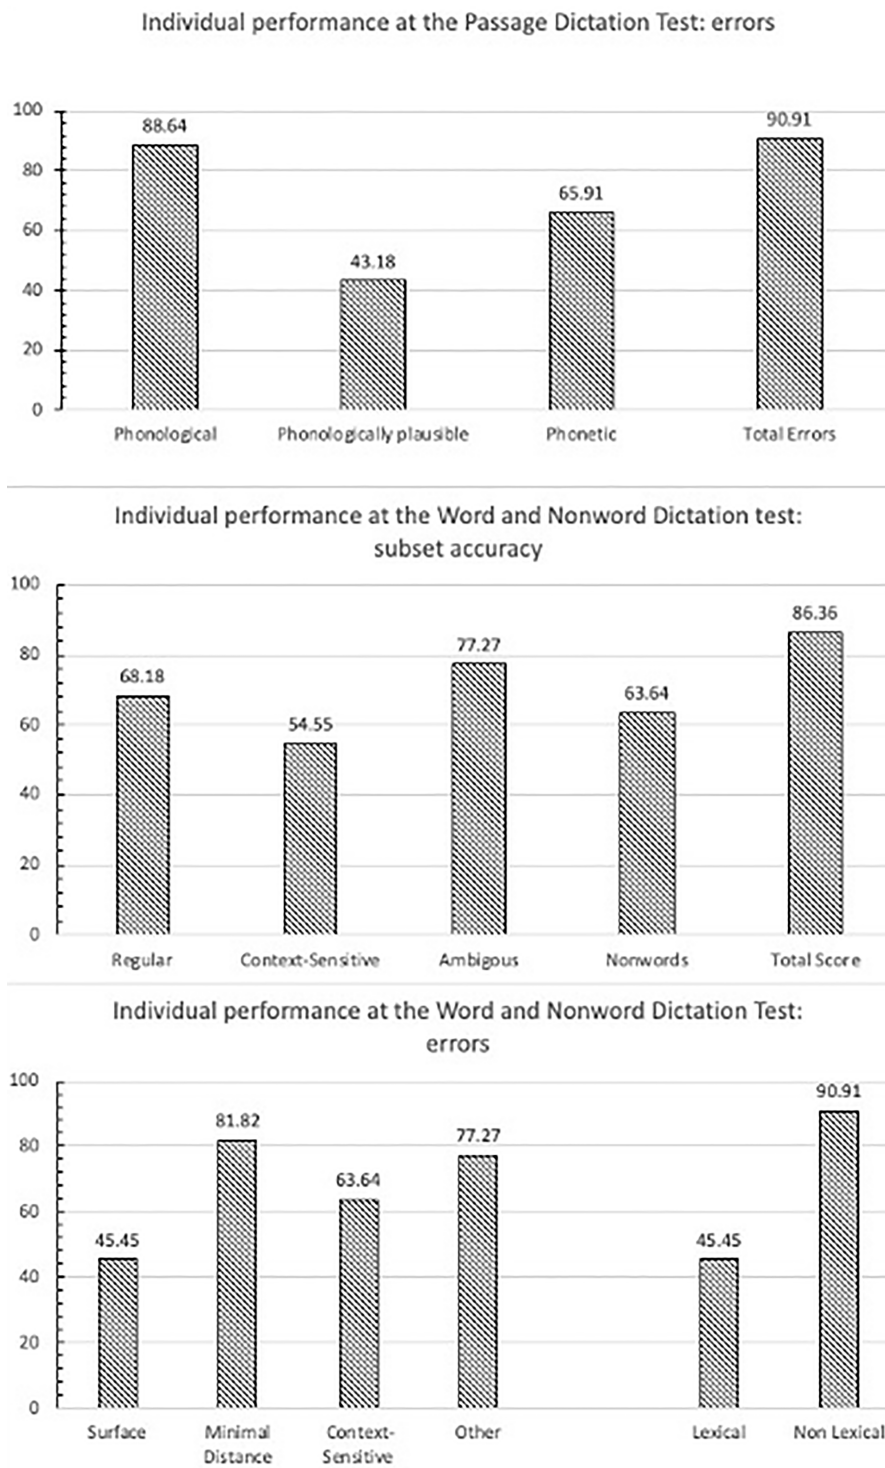 Individual performance at the Passage Dictation Test: errors
100
80
60
40
20
0
88.64
43.18
65.91
90.91
Phonological
Phonologically plausible
Phonetic
Total Errors
Individual performance at the Word and Nonword Dictation test:
subset accuracy
100
80
60
40
20
0
68.18
54.55
77.27
63.64
86.36
Regular
Context-Sensitive
Ambigous
Nonwords
Total Score
Individual performance at the Word and Nonword Dictation Test:
errors
100
80
60
40
20
0
45.45
81.82
63.64
77.27
45.45
90.91
Surface
Minimal
Distance
Context-
Sensitive
Other
Lexical
Non Lexical